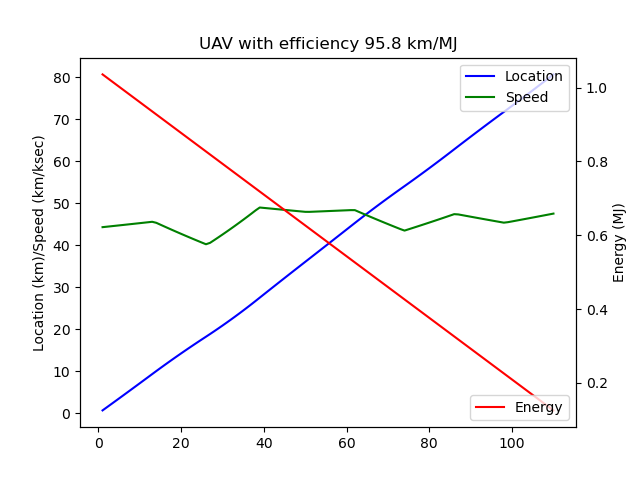 UAV with efficiency 95.8 km/MJ
Location
Speed
Energy
Location (km)/Speed (km/ksec)
80
70
60
50
40
30
20
10
0
0 20 40 60 80 100
1.0
0.8
0.6
0.4
0.2
Energy (MJ)